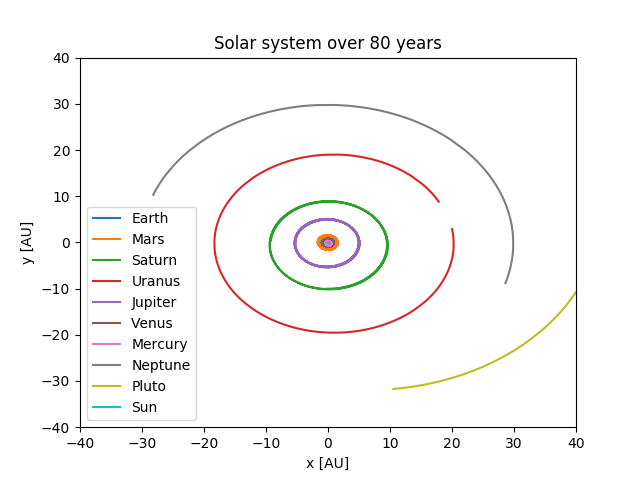 Solar system over 80 years
y [AU]
40
30
20
10
0
−10
−20
−30
−40
Earth
Mars
Saturn
Uranus
Jupiter
Venus
Mercury
Neptune
Pluto
Sun
−40 −30 −20 −10 0 10 20 30 40
x [AU]